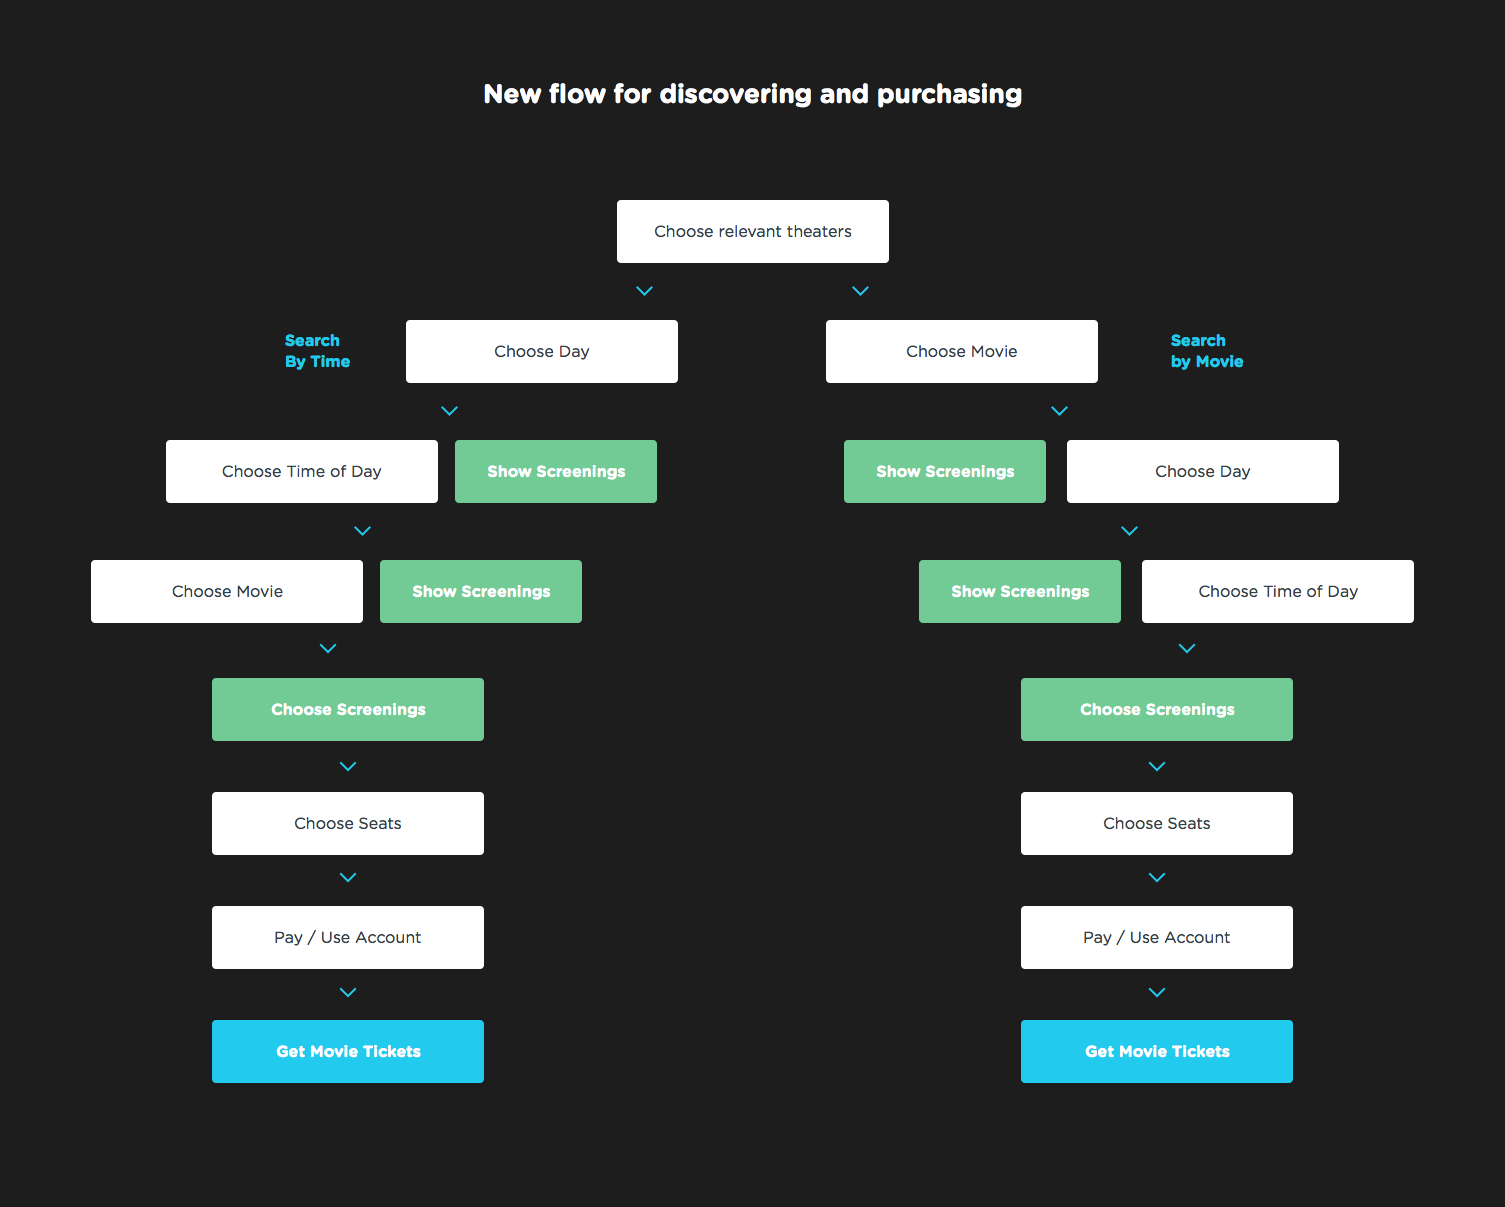 New flow for discovering and purchasing
Choose relevant theaters
Search
By Time
Choose Day
Choose Movie
Search
by Movie
Choose Time of Day
Show Screenings
Show Screenings
Choose Day
Choose Movie
Show Screenings
Show Screenings
Choose Time of Day
Choose Screenings
Choose Screenings
Choose Seats
Choose Seats
Pay / Use Account
Pay / Use Account
Get Movie Tickets
Get Movie Tickets